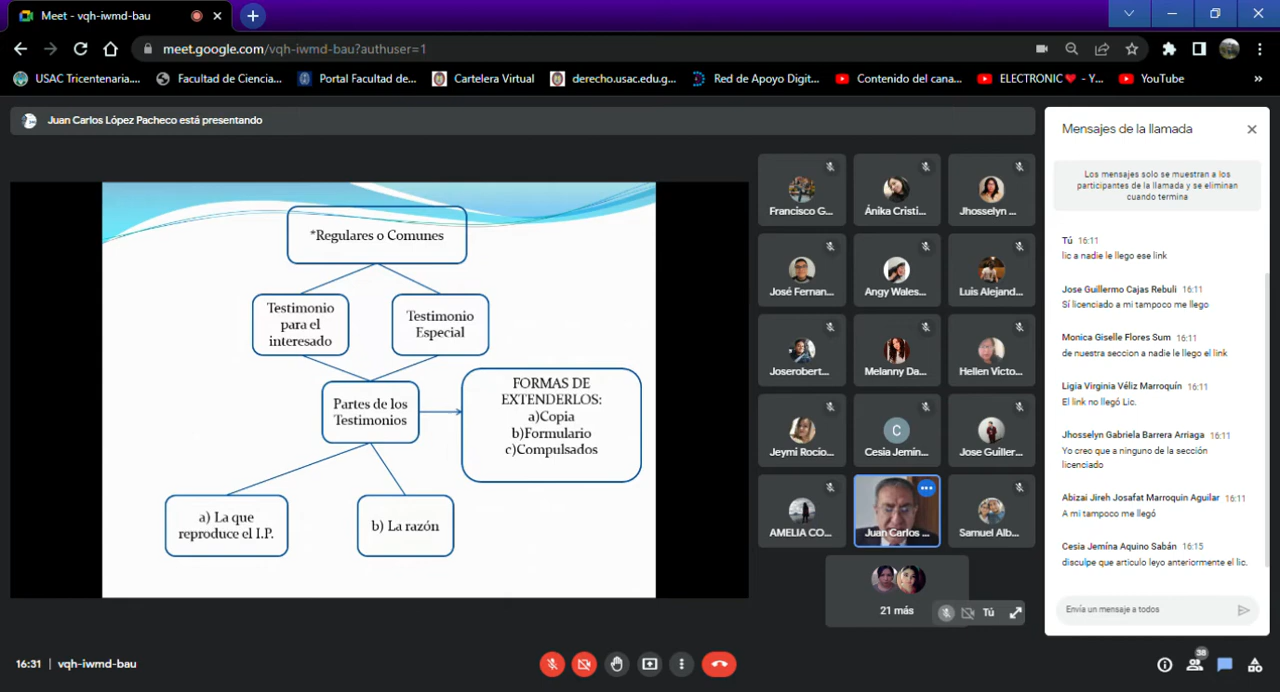 Meet - vqh-iwmd-bau
meet.google.com/vqh-iwmd-bau?authuser=1
USAC Tricentenaria....
Facultad de Ciencia...
Portal Facultad de...
Cartelera Virtual
derecho.usac.edu.g...
Red de Apoyo Digit...
Contenido del cana...
ELECTRONIC❤ - Y...
YouTube
»
Juan Carlos López Pacheco está presentando
*Regulares o Comunes
Testimonio
para el
interesado
Testimonio
Especial
Partes de los
Testimonios
FORMAS DE
EXTENDERLOS:
a)Copia
b)Formulario
c)Compulsados
a) La que
reproduce el I.P.
b) La razón
Francisco G...
Ánika Cristi...
Jhosselyn ...
José Fernan...
Angy Wales...
Luis Alejand...
Joserobert...
Melanny Da...
Hellen Victo...
Jeymi Rocio...
C
Cesia Jemín...
Jose Guiller...
AMELIA CO...
Juan Carlos ...
Samuel Alb...
21 más
Tú
Mensajes de la llamada
Los mensajes solo se muestran a los
participantes de la llamada y se eliminan
cuando termina
Tú 16:11
lic a nadie le llego ese link
Jose Guillermo Cajas Rebuli 16:11
Sí licenciado a mi tampoco me llego
Monica Giselle Flores Sum 16:11
de nuestra seccion a nadie le llego el link
Ligia Virginia Véliz Marroquín 16:11
El link no llegó Lic.
Jhosselyn Gabriela Barrera Arriaga 16:11
Yo creo que a ninguno de la sección
licenciado
Abizai Jireh Josafat Marroquin Aguilar 16:11
A mi tampoco me llegó
Cesia Jemína Aquino Sabán 16:15
disculpe que articulo leyo anteriormente el lic.
Envía un mensaje a todos
16:31 | vqh-iwmd-bau
38